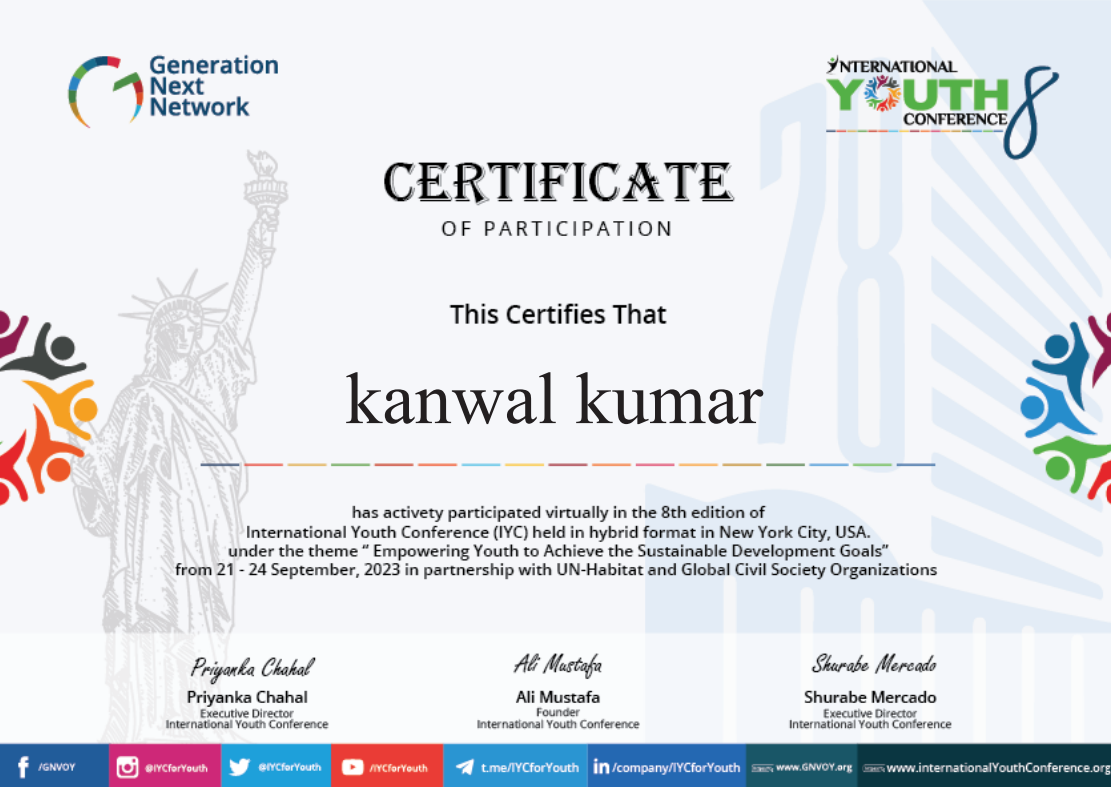 Generation
Next
Network
INTERNATIONAL
YOUTH
CONFERENCE
8
CERTIFICATE
OF PARTICIPATION
This Certifies That
kanwal kumar
has activety participated virtually in the 8th edition of
International Youth Conference (IYC) held in hybrid format in New York City, USA.
under the theme “ Empowering Youth to Achieve the Sustainable Development Goals”
from 21 - 24 September, 2023 in partnership with UN-Habitat and Global Civil Society Organizations
Priyanka Chahal
Priyanka Chahal
Executive Director
International Youth Conference
Ali Mustafa
Ali Mustafa
Founder
International Youth Conference
Shurabe Mercado
Shurabe Mercado
Executive Director
International Youth Conference
/GNVOY
@IYCforYouth
@IYCforYouth
/IYCforYouth
t.me/IYCforYouth
in /company/IYCforYouth
www.GNVOY.org
www.internationalYouthConference.org